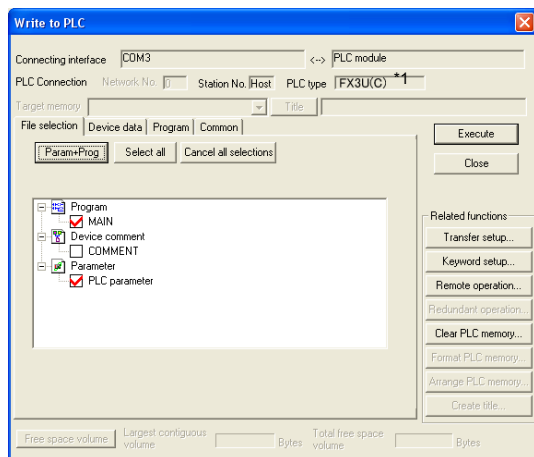 Write to PLC
Connecting interface COM3 <--> PLC module
PLC Connection Network No. 0 Station No. Host PLC type FX3U(C) *1
Target memory Title
File selection Device data Program Common
Execute
Param+Prog Select all Cancel all selections
Close
Program
MAIN
Device comment
COMMENT
Parameter
PLC parameter
Related functions
Transfer setup...
Keyword setup...
Remote operation...
Redundant operation...
Clear PLC memory...
Format PLC memory...
Arrange PLC memory...
Create title...
Free space volume Largest contiguous volume Bytes Total free space volume Bytes